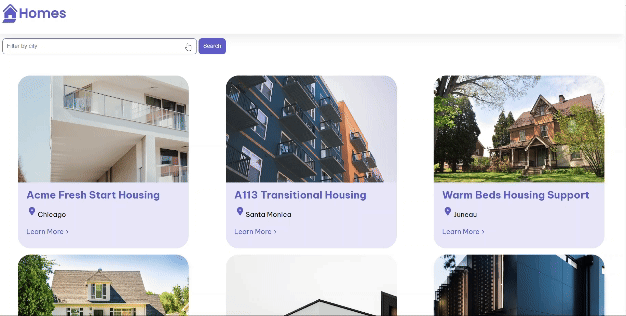 Homes
Filter by city
Search
Acme Fresh Start Housing
Chicago
Learn More
A113 Transitional Housing
Santa Monica
Learn More
Warm Beds Housing Support
Juneau
Learn More